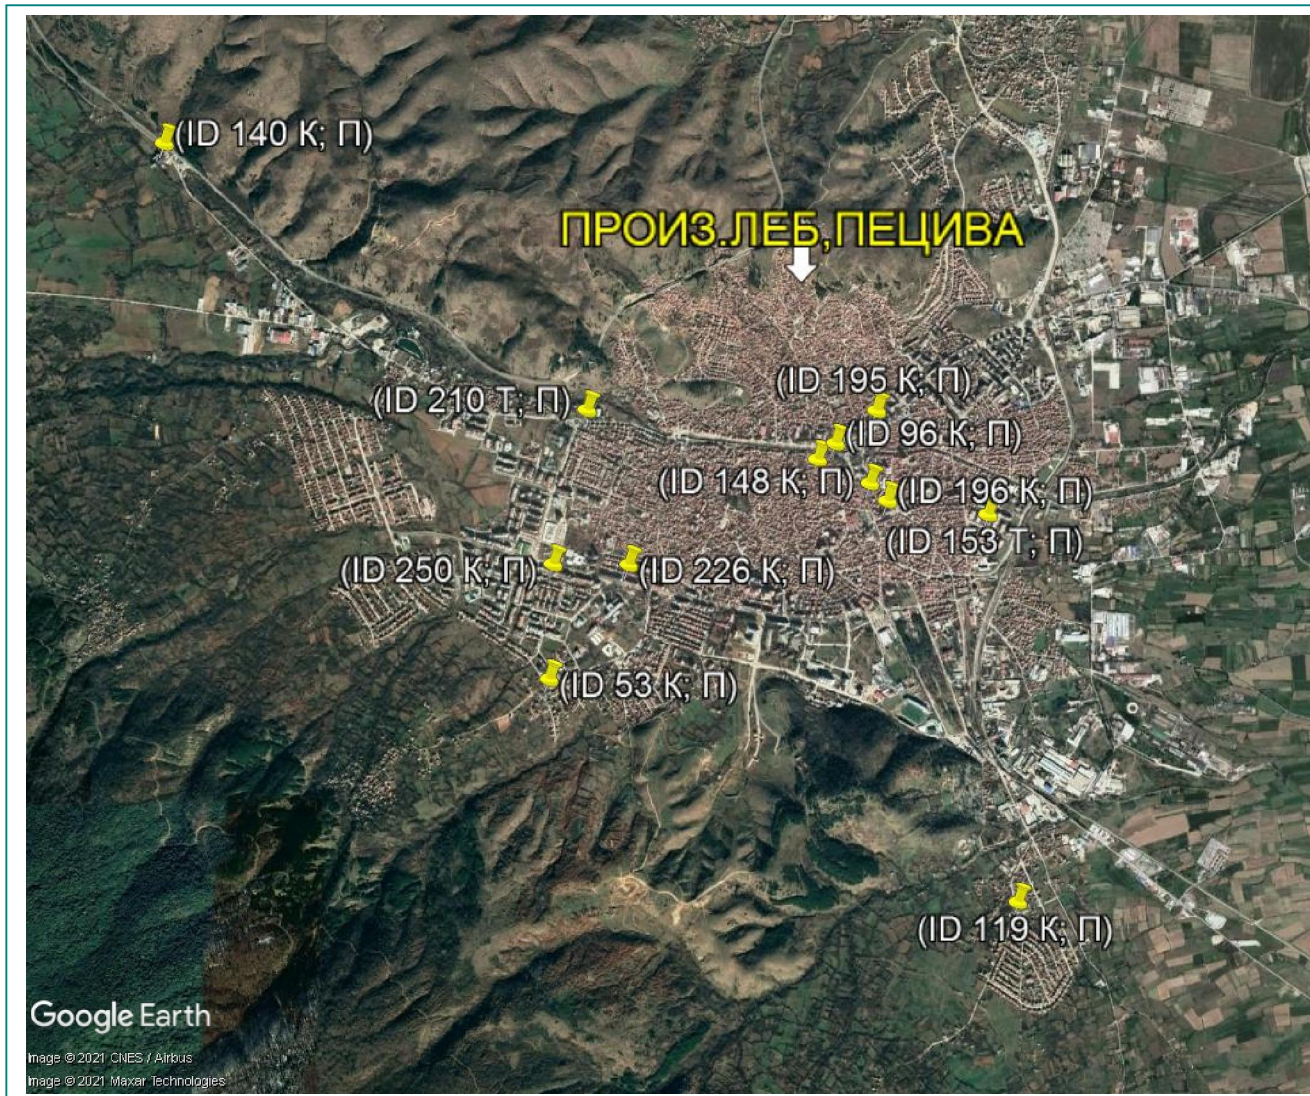 (ID 140 К; П)
ПРОИЗ.ЛЕБ,ПЕЦИВА
(ID 195 К; П)
(ID 210 Т; П)
(ID 96 К; П)
(ID 148 К; П)
(ID 196 К; П)
(ID 153 Т; П)
(ID 250 К; П)
(ID 226 К; П)
(ID 53 К; П)
(ID 119 К; П)
Google Earth
Image © 2021 CNES / Airbus
Image © 2021 Maxar Technologies